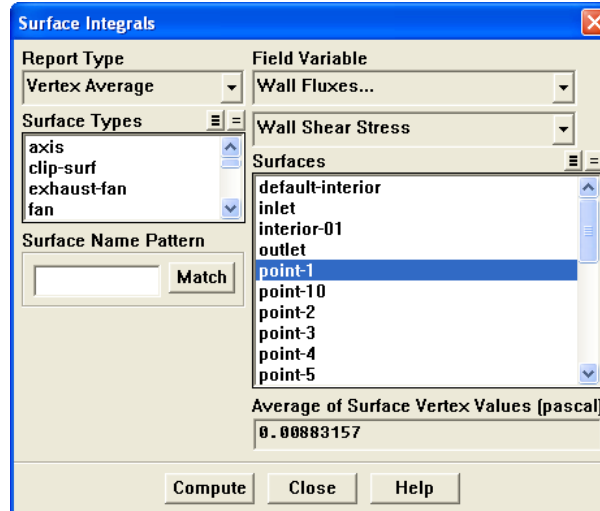 Surface Integrals
Report Type
Vertex Average
Surface Types
axis
clip-surf
exhaust-fan
fan
Surface Name Pattern
Match
Field Variable
Wall Fluxes...
Wall Shear Stress
Surfaces
default-interior
inlet
interior-01
outlet
point-1
point-10
point-2
point-3
point-4
point-5
Average of Surface Vertex Values (pascal)
0.00883157
Compute Close Help